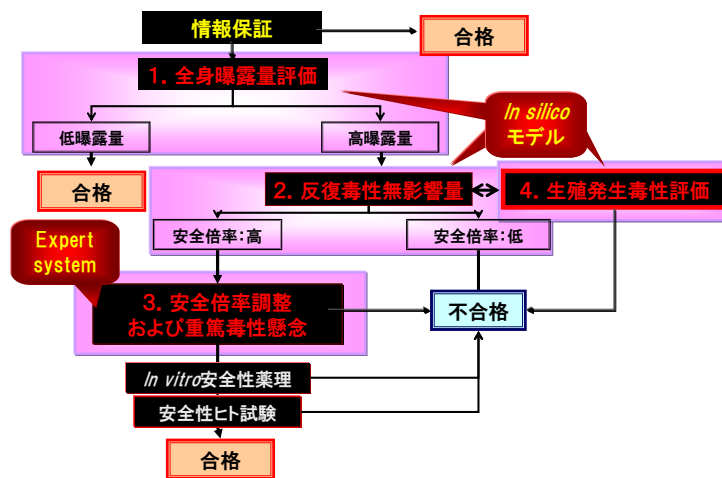 情報保証
合格
1. 全身曝露量評価
In silico
モデル
低曝露量
高曝露量
合格
2. 反復毒性無影響量
4. 生殖発生毒性評価
Expert
system
安全倍率:高
安全倍率:低
3. 安全倍率調整
および重篤毒性懸念
不合格
In vitro安全性薬理
安全性ヒト試験
合格